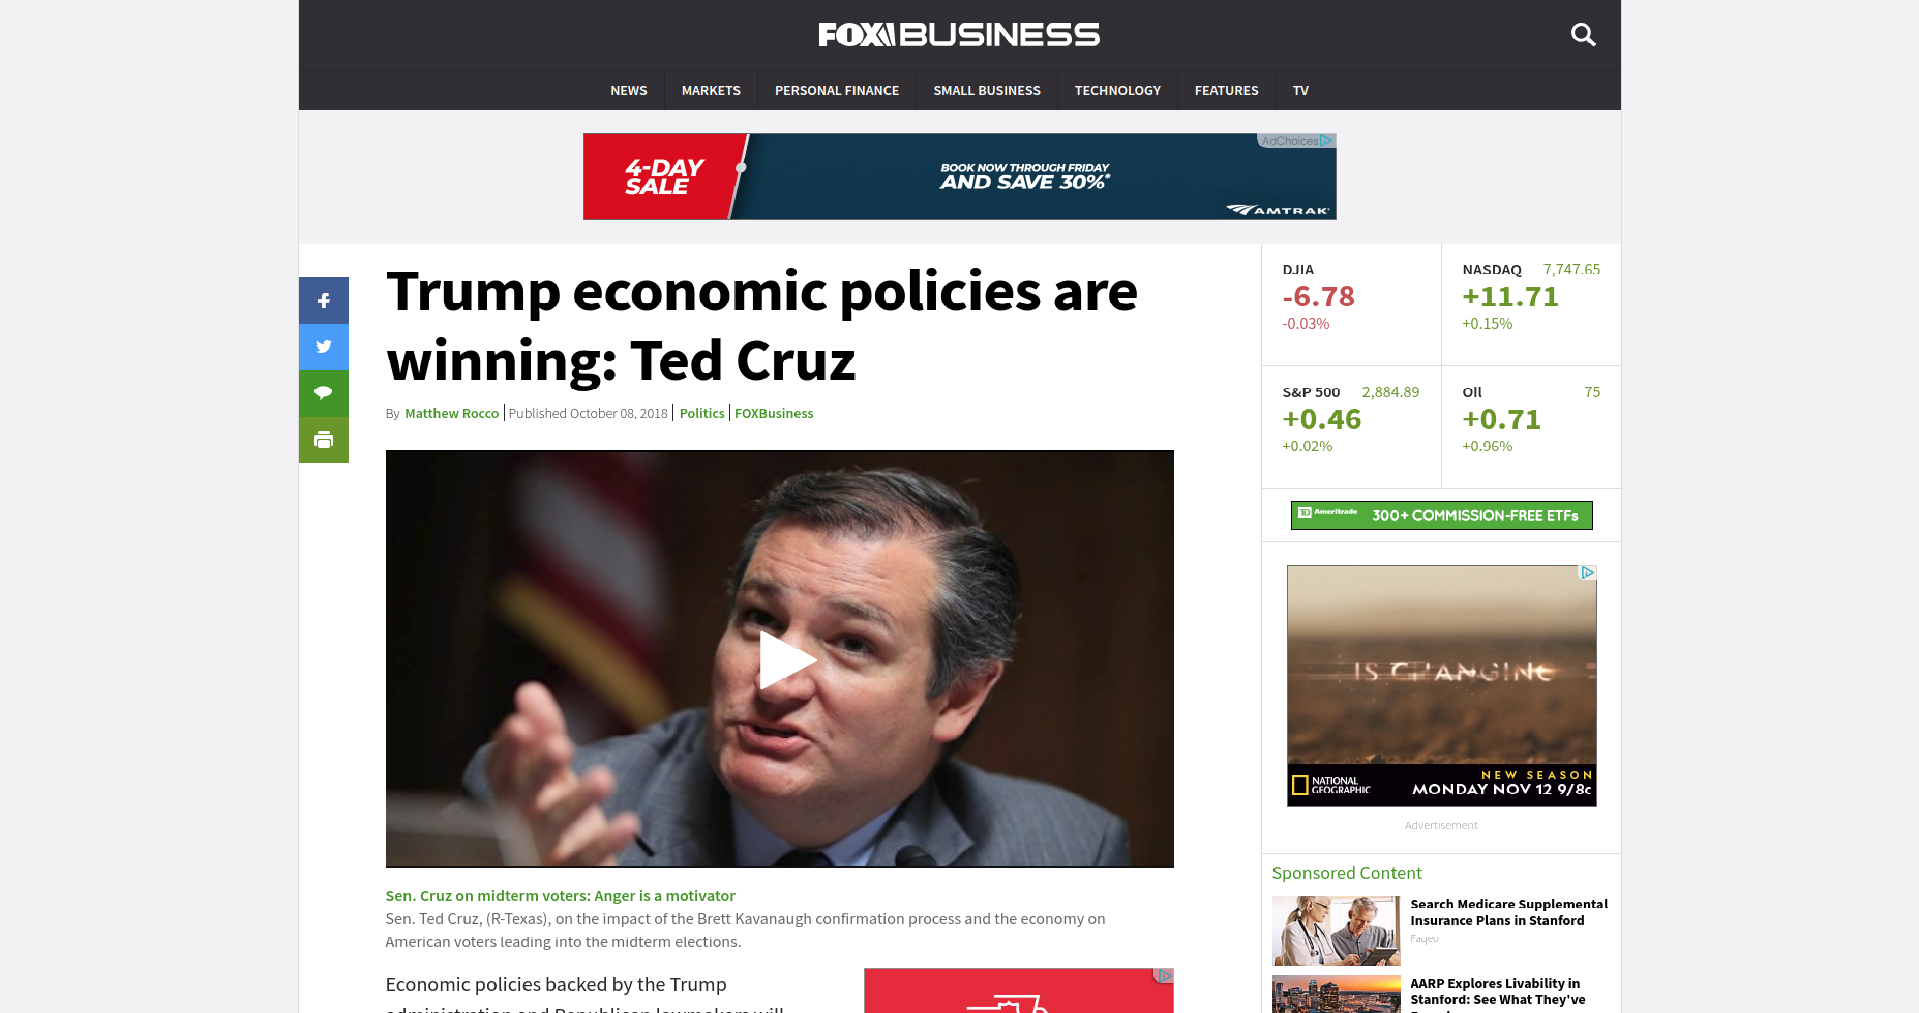 FOX BUSINESS
NEWS
MARKETS
PERSONAL FINANCE
SMALL BUSINESS
TECHNOLOGY
FEATURES
TV
4-DAY
SALE
BOOK NOW THROUGH FRIDAY
AND SAVE 30%*
AdChoices
AMTRAK
Trump economic policies are
winning: Ted Cruz
By Matthew Rocco Published October 08, 2018 Politics FOXBusiness
Sen. Cruz on midterm voters: Anger is a motivator
Sen. Ted Cruz, (R-Texas), on the impact of the Brett Kavanaugh confirmation process and the economy on
American voters leading into the midterm elections.
Economic policies backed by the Trump
administration and Republican lawmakers will
DJIA
-6.78
-0.03%
NASDAQ 7,747.65
+11.71
+0.15%
S&P 500 2,884.89
+0.46
+0.02%
Oil 75
+0.71
+0.96%
TD Ameritrade 300+ COMMISSION-FREE ETFs
IS CHANGING
NATIONAL
GEOGRAPHIC
NEW SEASON
MONDAY NOV 12 9/8c
Advertisement
Sponsored Content
Search Medicare Supplemental
Insurance Plans in Stanford
Faqeo
AARP Explores Livability in
Stanford: See What They've